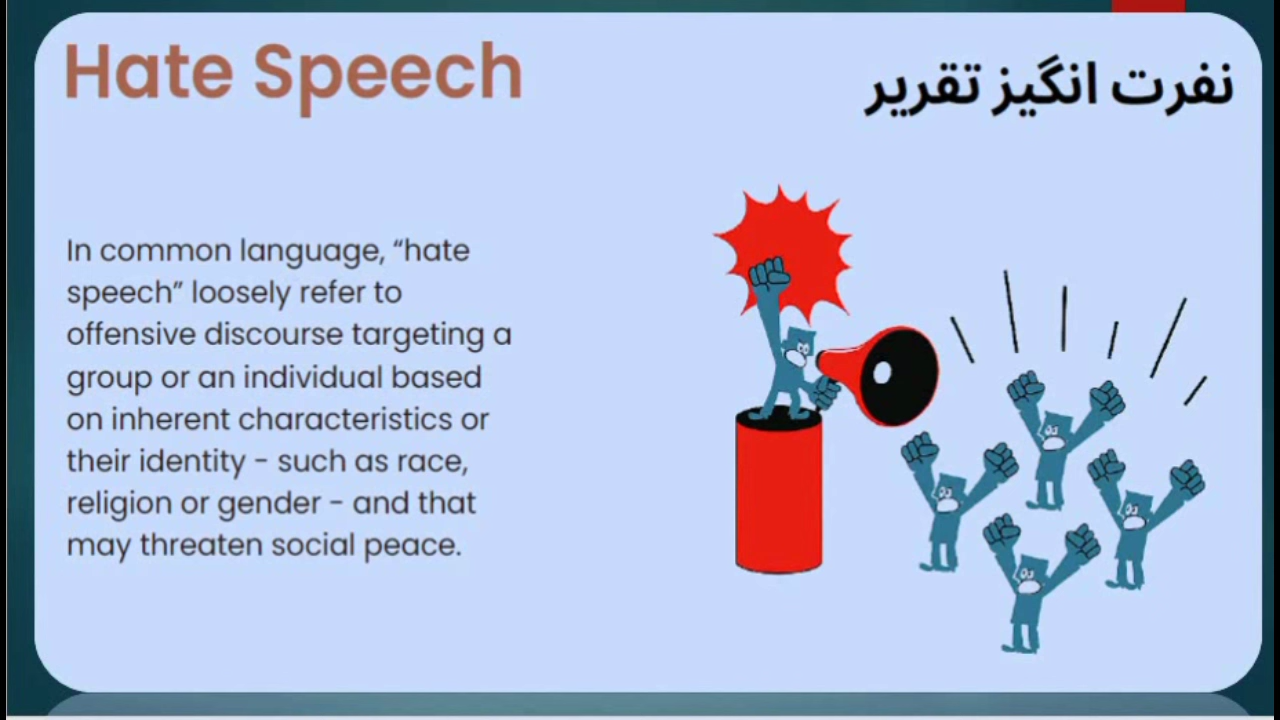 Hate Speech
نفرت انگیز تقریر
In common language, “hate
speech” loosely refer to
offensive discourse targeting a
group or an individual based
on inherent characteristics or
their identity - such as race,
religion or gender - and that
may threaten social peace.